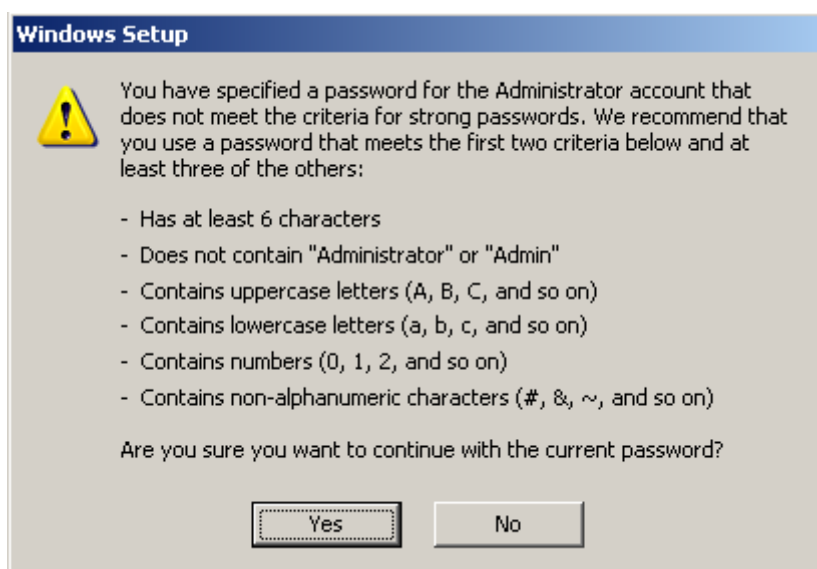 Windows Setup
You have specified a password for the Administrator account that
does not meet the criteria for strong passwords. We recommend that
you use a password that meets the first two criteria below and at
least three of the others:
- Has at least 6 characters
- Does not contain "Administrator" or "Admin"
- Contains uppercase letters (A, B, C, and so on)
- Contains lowercase letters (a, b, c, and so on)
- Contains numbers (0, 1, 2, and so on)
- Contains non-alphanumeric characters (#, &, ~, and so on)
Are you sure you want to continue with the current password?
Yes No